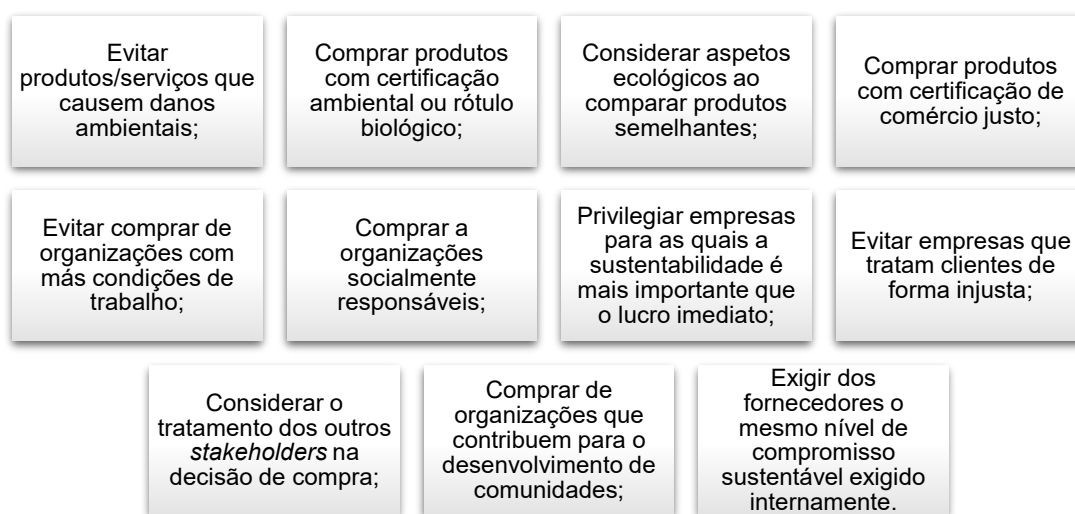 Evitar
produtos/serviços que
causem danos
ambientais;
Comprar produtos
com certificação
ambiental ou rótulo
biológico;
Considerar aspetos
ecológicos ao
comparar produtos
semelhantes;
Comprar produtos
com certificação de
comércio justo;
Evitar comprar de
organizações com
más condições de
trabalho;
Comprar a
organizações
socialmente
responsáveis;
Privilegiar empresas
para as quais a
sustentabilidade é
mais importante que
o lucro imediato;
Evitar empresas que
tratam clientes de
forma injusta;
Considerar o
tratamento dos outros
stakeholders na
decisão de compra;
Comprar de
organizações que
contribuem para o
desenvolvimento de
comunidades;
Exigir dos
fornecedores o
mesmo nível de
compromisso
sustentável exigido
internamente.